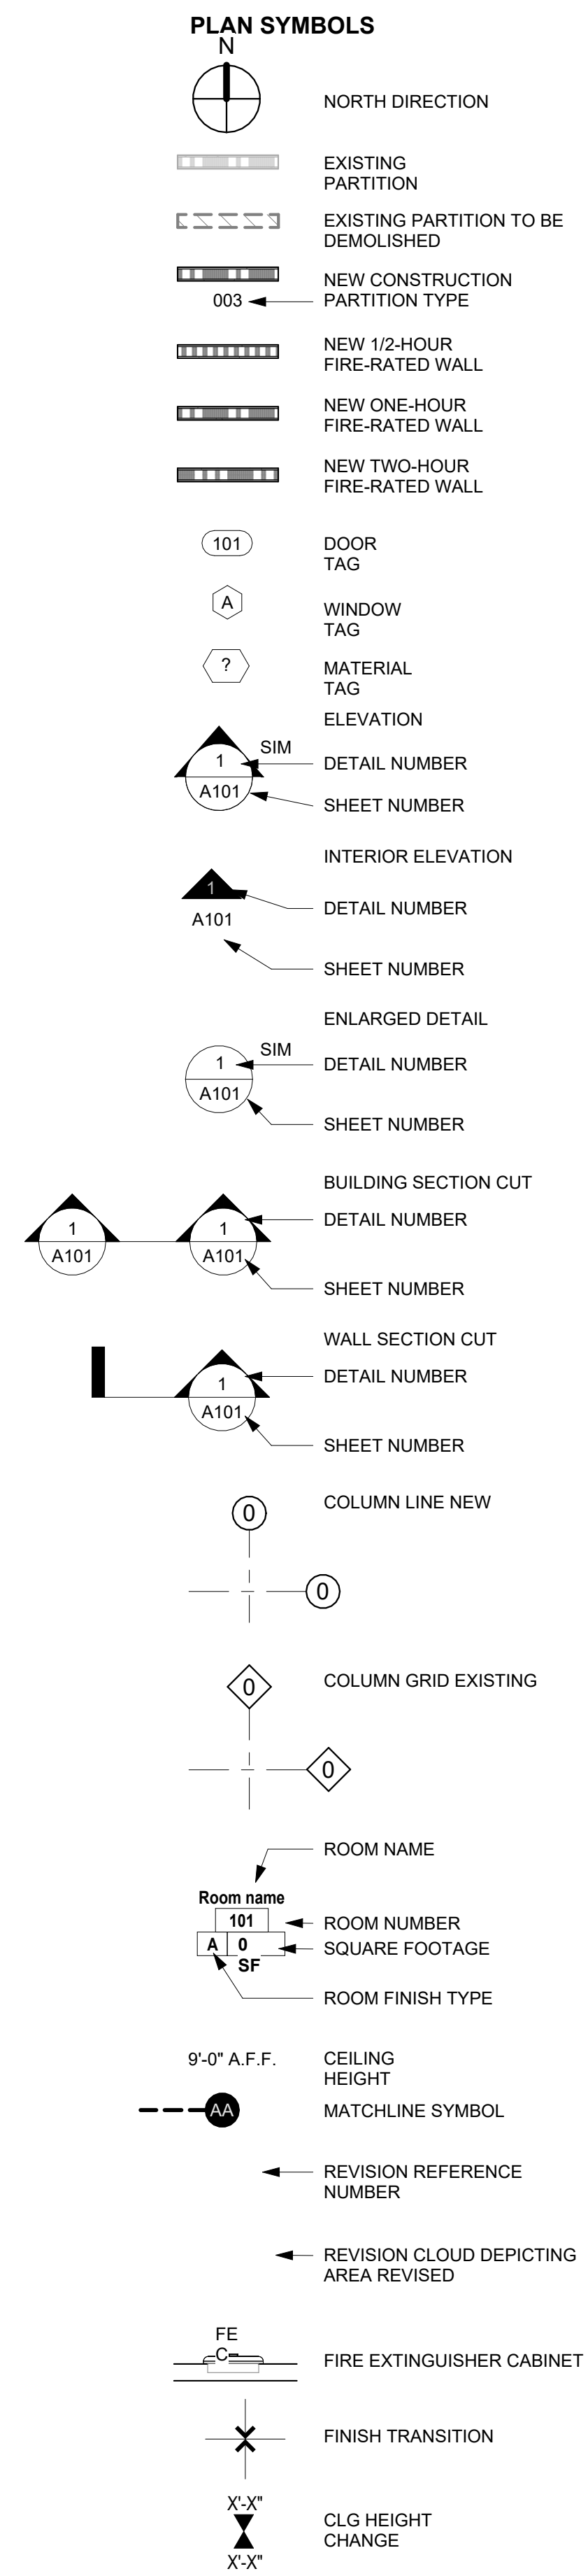 PLAN SYMBOLS
N
NORTH DIRECTION
EXISTING
PARTITION
EXISTING PARTITION TO BE
DEMOLISHED
NEW CONSTRUCTION
003
PARTITION TYPE
NEW 1/2-HOUR
FIRE-RATED WALL
NEW ONE-HOUR
FIRE-RATED WALL
NEW TWO-HOUR
FIRE-RATED WALL
101
DOOR
TAG
A
WINDOW
TAG
?
MATERIAL
TAG
ELEVATION
SIM
1
DETAIL NUMBER
A101
SHEET NUMBER
INTERIOR ELEVATION
1
DETAIL NUMBER
A101
SHEET NUMBER
ENLARGED DETAIL
SIM
1
DETAIL NUMBER
A101
SHEET NUMBER
BUILDING SECTION CUT
1
1
DETAIL NUMBER
A101
A101
SHEET NUMBER
WALL SECTION CUT
1
DETAIL NUMBER
A101
SHEET NUMBER
COLUMN LINE NEW
0
0
COLUMN GRID EXISTING
0
0
ROOM NAME
Room name
101
ROOM NUMBER
A
0
SF
SQUARE FOOTAGE
ROOM FINISH TYPE
9'-0" A.F.F.
CEILING
HEIGHT
AA
MATCHLINE SYMBOL
REVISION REFERENCE
NUMBER
REVISION CLOUD DEPICTING
AREA REVISED
FE
C
FIRE EXTINGUISHER CABINET
FINISH TRANSITION
X'-X"
CLG HEIGHT
CHANGE
X'-X"